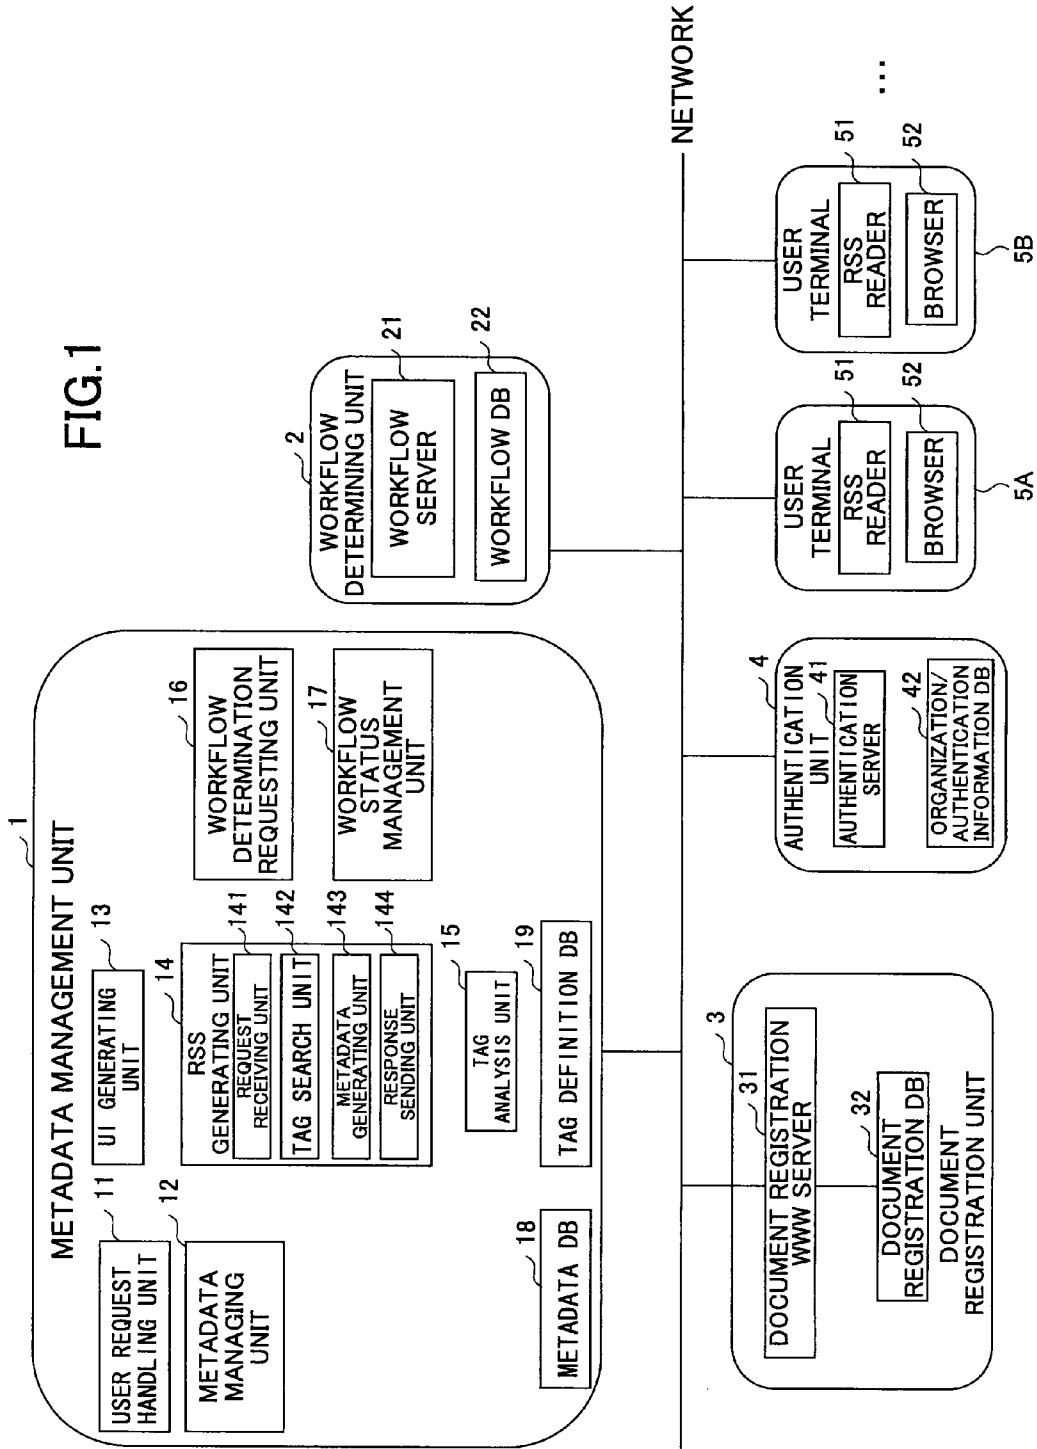 FIG.1
METADATA MANAGEMENT UNIT
1
USER REQUEST
HANDLING UNIT
11
METADATA
MANAGING
UNIT
12
UI GENERATING
UNIT
13
RSS
GENERATING UNIT
14
REQUEST
RECEIVING UNIT
141
TAG SEARCH UNIT
142
METADATA
GENERATING UNIT
143
RESPONSE
SENDING UNIT
144
TAG
ANALYSIS UNIT
15
WORKFLOW
DETERMINATION
REQUESTING UNIT
16
WORKFLOW
STATUS
MANAGEMENT
UNIT
17
METADATA DB
18
TAG DEFINITION DB
19
WORKFLOW
DETERMINING UNIT
2
WORKFLOW
SERVER
21
WORKFLOW DB
22
NETWORK
3
DOCUMENT REGISTRATION
WWW SERVER
31
DOCUMENT
REGISTRATION DB
32
DOCUMENT
REGISTRATION UNIT
AUTHENTICATION
UNIT
4
AUTHENTICATION
SERVER
41
ORGANIZATION/
AUTHENTICATION
INFORMATION DB
42
USER
TERMINAL
RSS
READER
51
BROWSER
52
5A
USER
TERMINAL
RSS
READER
51
BROWSER
52
5B
...